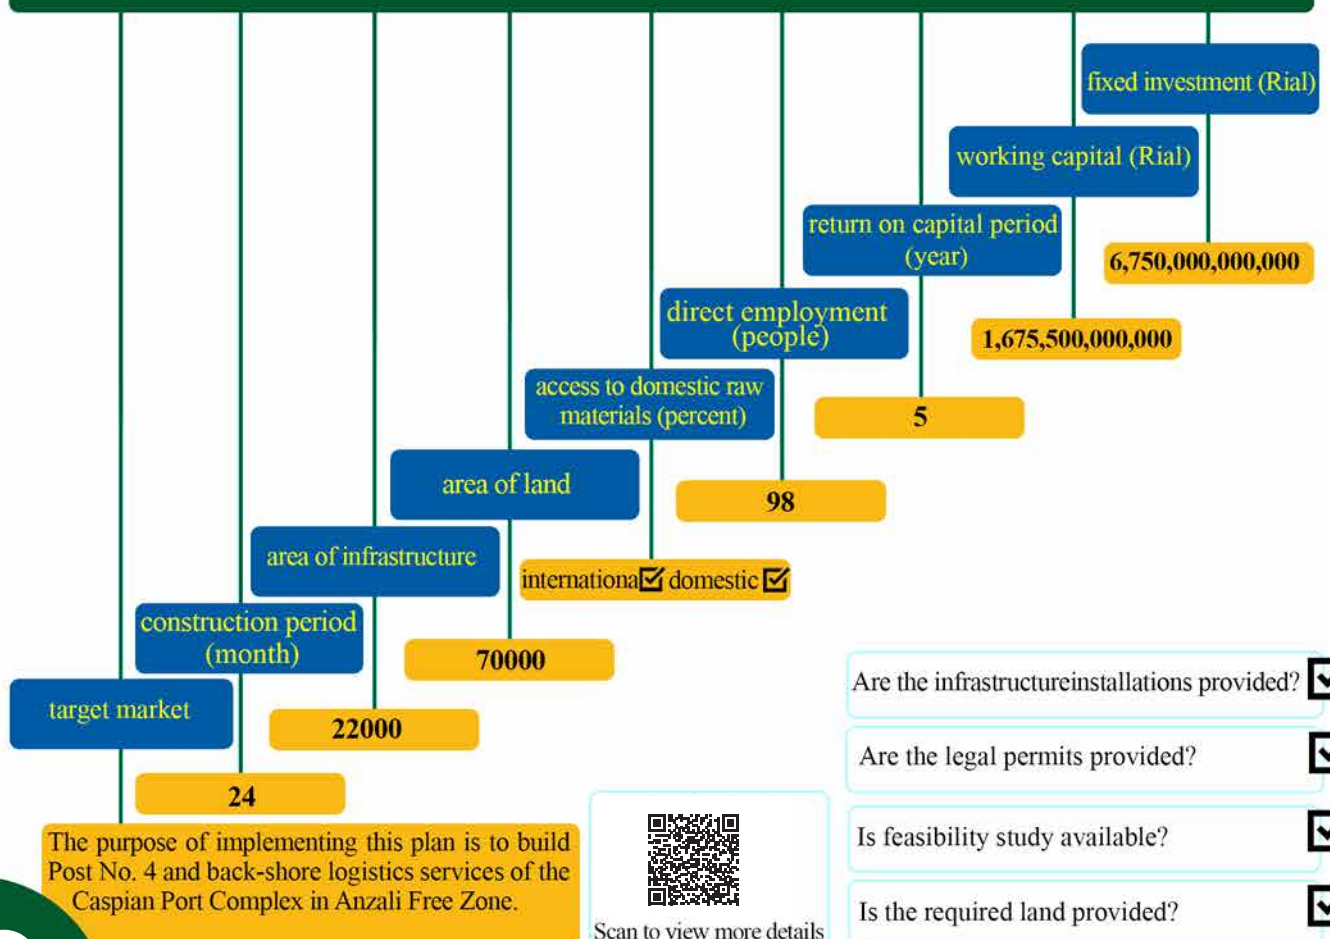 fixed investment (Rial)
6,750,000,000,000
working capital (Rial)
1,675,500,000,000
return on capital period
(year)
5
direct employment
(people)
98
access to domestic raw
materials (percent)
internationa domestic
area of land
70000
area of infrastructure
22000
construction period
(month)
24
target market
The purpose of implementing this plan is to build
Post No. 4 and back-shore logistics services of the
Caspian Port Complex in Anzali Free Zone.
Scan to view more details
Are the infrastructureinstallations provided?
Are the legal permits provided?
Is feasibility study available?
Is the required land provided?